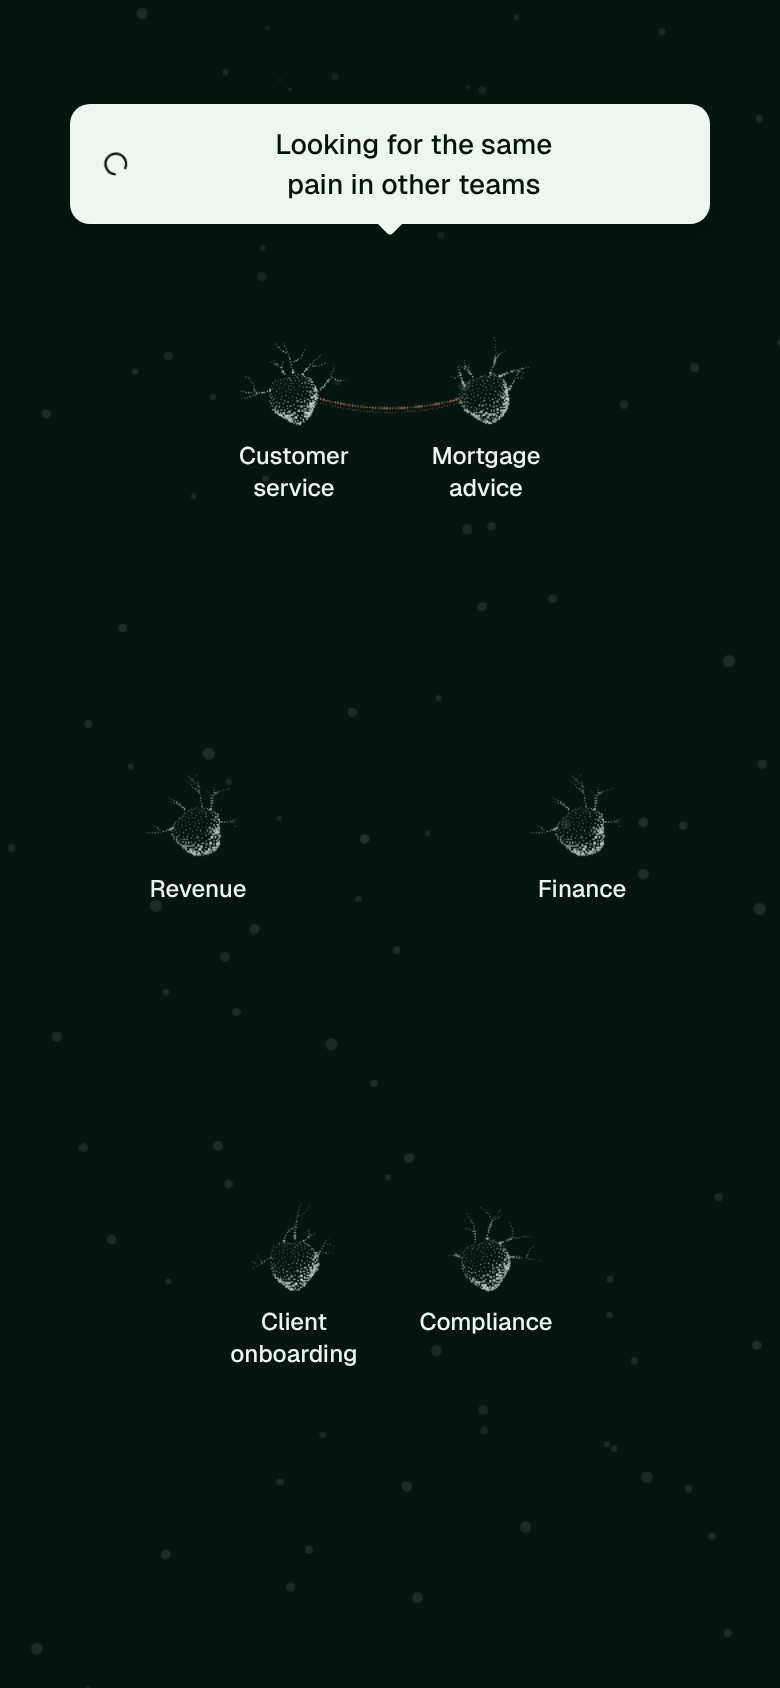 Looking for the same
pain in other teams
Customer
service
Mortgage
advice
Revenue
Finance
Client
onboarding
Compliance